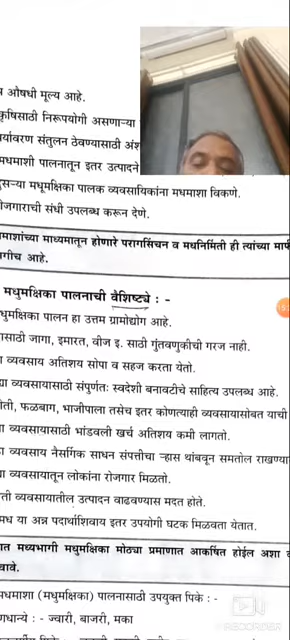 औषधी मूल्य आहे.
कृषिसाठी निरूपयोगी असणाऱ्या
पर्यावरण संतुलन ठेवण्यासाठी अंश
मधमाशी पालनातून इतर उत्पादने
दुसऱ्या मधूमक्षिका पालक व्यवसायिकांना मधमाशा विकणे.
रोजगाराची संधी उपलब्ध करून देणे.
माशांच्या माध्यमातून होणारे परागसिंचन व मधनिर्मिती ही त्यांच्या
आहे.
मधुमक्षिका पालनाची वैशिष्ट्ये : -
धुमक्षिका पालन हा उत्तम ग्रामोद्योग आहे.
साठी जागा, इमारत, वीज इ. साठी गुंतवणुकीची गरज नाही.
व्यवसाय अतिशय सोपा व सहज करता येतो.
ह्या व्यवसायासाठी संपुर्णतः स्वदेशी बनावटीचे साहित्य उपलब्ध आहे.
शेती, फळबाग, भाजीपाला तसेच इतर कोणत्याही व्यवसायासोबत याची
या व्यवसायासाठी भांडवली खर्च अतिशय कमी लागतो.
व्यवसाय नैसर्गिक साधन संपत्तीचा ऱ्हास थांबवून समतोल राखण्या
ह्या व्यवसायातून लोकांना रोजगार मिळतो.
शेती व्यवसायातील उत्पादन वाढवण्यास मदत होते.
मध या अन्न पदार्थाशिवाय इतर उपयोगी घटक मिळवता येतात.
ात मध्यभागी मधुमक्षिका मोठ्या प्रमाणात आकर्षित होईल अशा
वावे.
मधमाशा (मधुमक्षिका) पालनासाठी उपयुक्त पिके : -
णधान्ये : - ज्वारी, बाजरी, मका
RECORDER